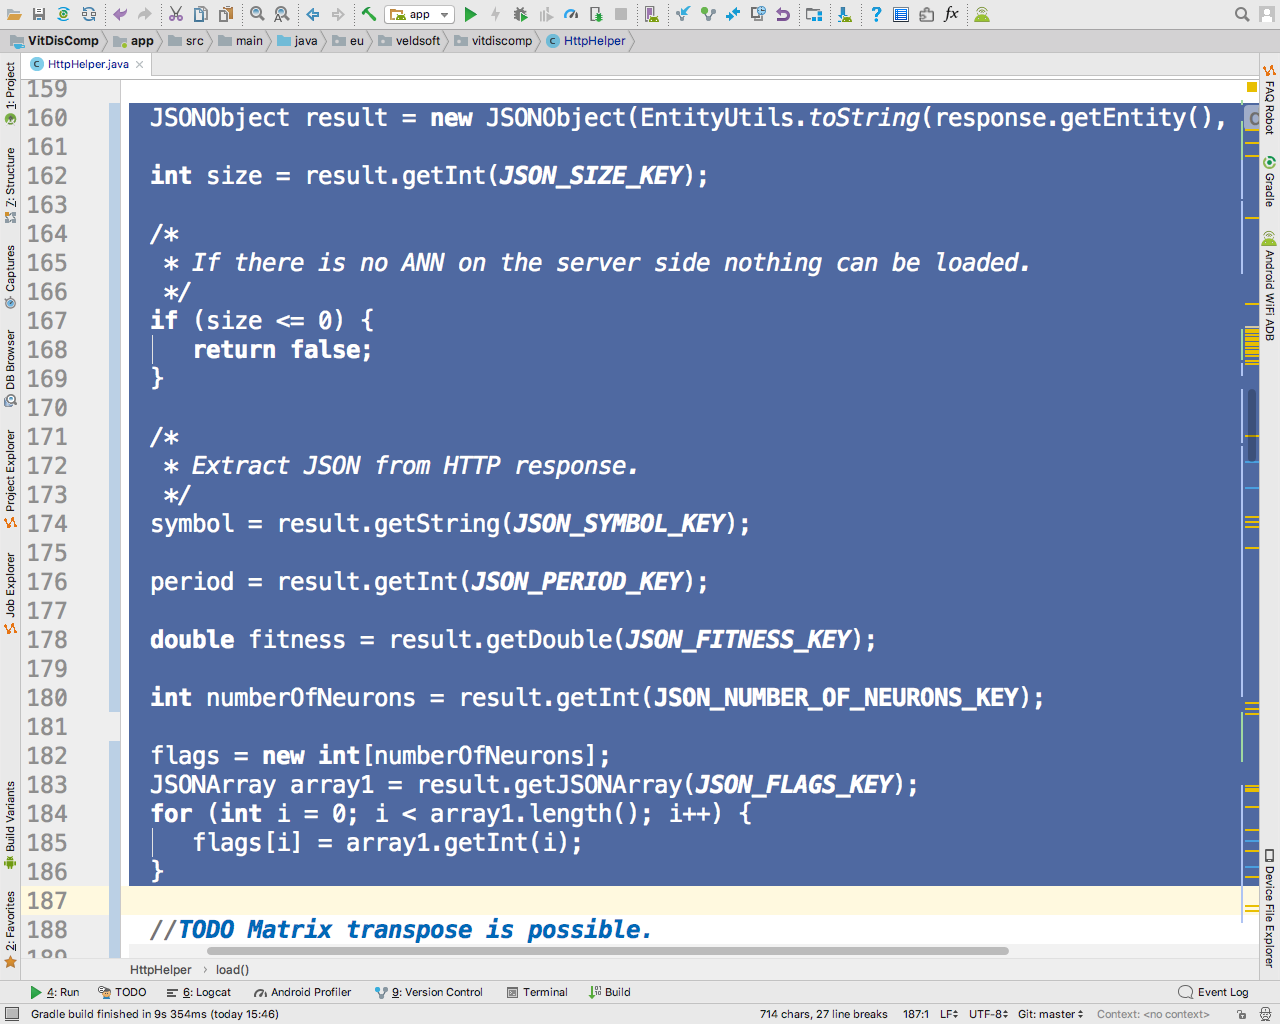 app
VitDisComp app src main java eu veldsoft vitdiscomp HttpHelper
HttpHelper.java
159
160 JSONObject result = new JSONObject(EntityUtils.toString(response.getEntity(),
161
162 int size = result.getInt(JSON_SIZE_KEY);
163
164 /*
165 * If there is no ANN on the server side nothing can be loaded.
166 */
167 if (size <= 0) {
168 return false;
169 }
170
171 /*
172 * Extract JSON from HTTP response.
173 */
174 symbol = result.getString(JSON_SYMBOL_KEY);
175
176 period = result.getInt(JSON_PERIOD_KEY);
177
178 double fitness = result.getDouble(JSON_FITNESS_KEY);
179
180 int numberOfNeurons = result.getInt(JSON_NUMBER_OF_NEURONS_KEY);
181
182 flags = new int[numberOfNeurons];
183 JSONArray array1 = result.getJSONArray(JSON_FLAGS_KEY);
184 for (int i = 0; i < array1.length(); i++) {
185 flags[i] = array1.getInt(i);
186 }
187
188 //TODO Matrix transpose is possible.
189
HttpHelper › load()
4: Run TODO 6: Logcat Android Profiler 9: Version Control Terminal Build Event Log
Gradle build finished in 9s 354ms (today 15:46) 714 chars, 27 line breaks 187:1 LF UTF-8 Git: master Context: <no context>
1: Project
7: Structure
Captures
DB Browser
Project Explorer
Job Explorer
Build Variants
2: Favorites
FAQ Robot
Gradle
Android WiFi ADB
Device File Explorer